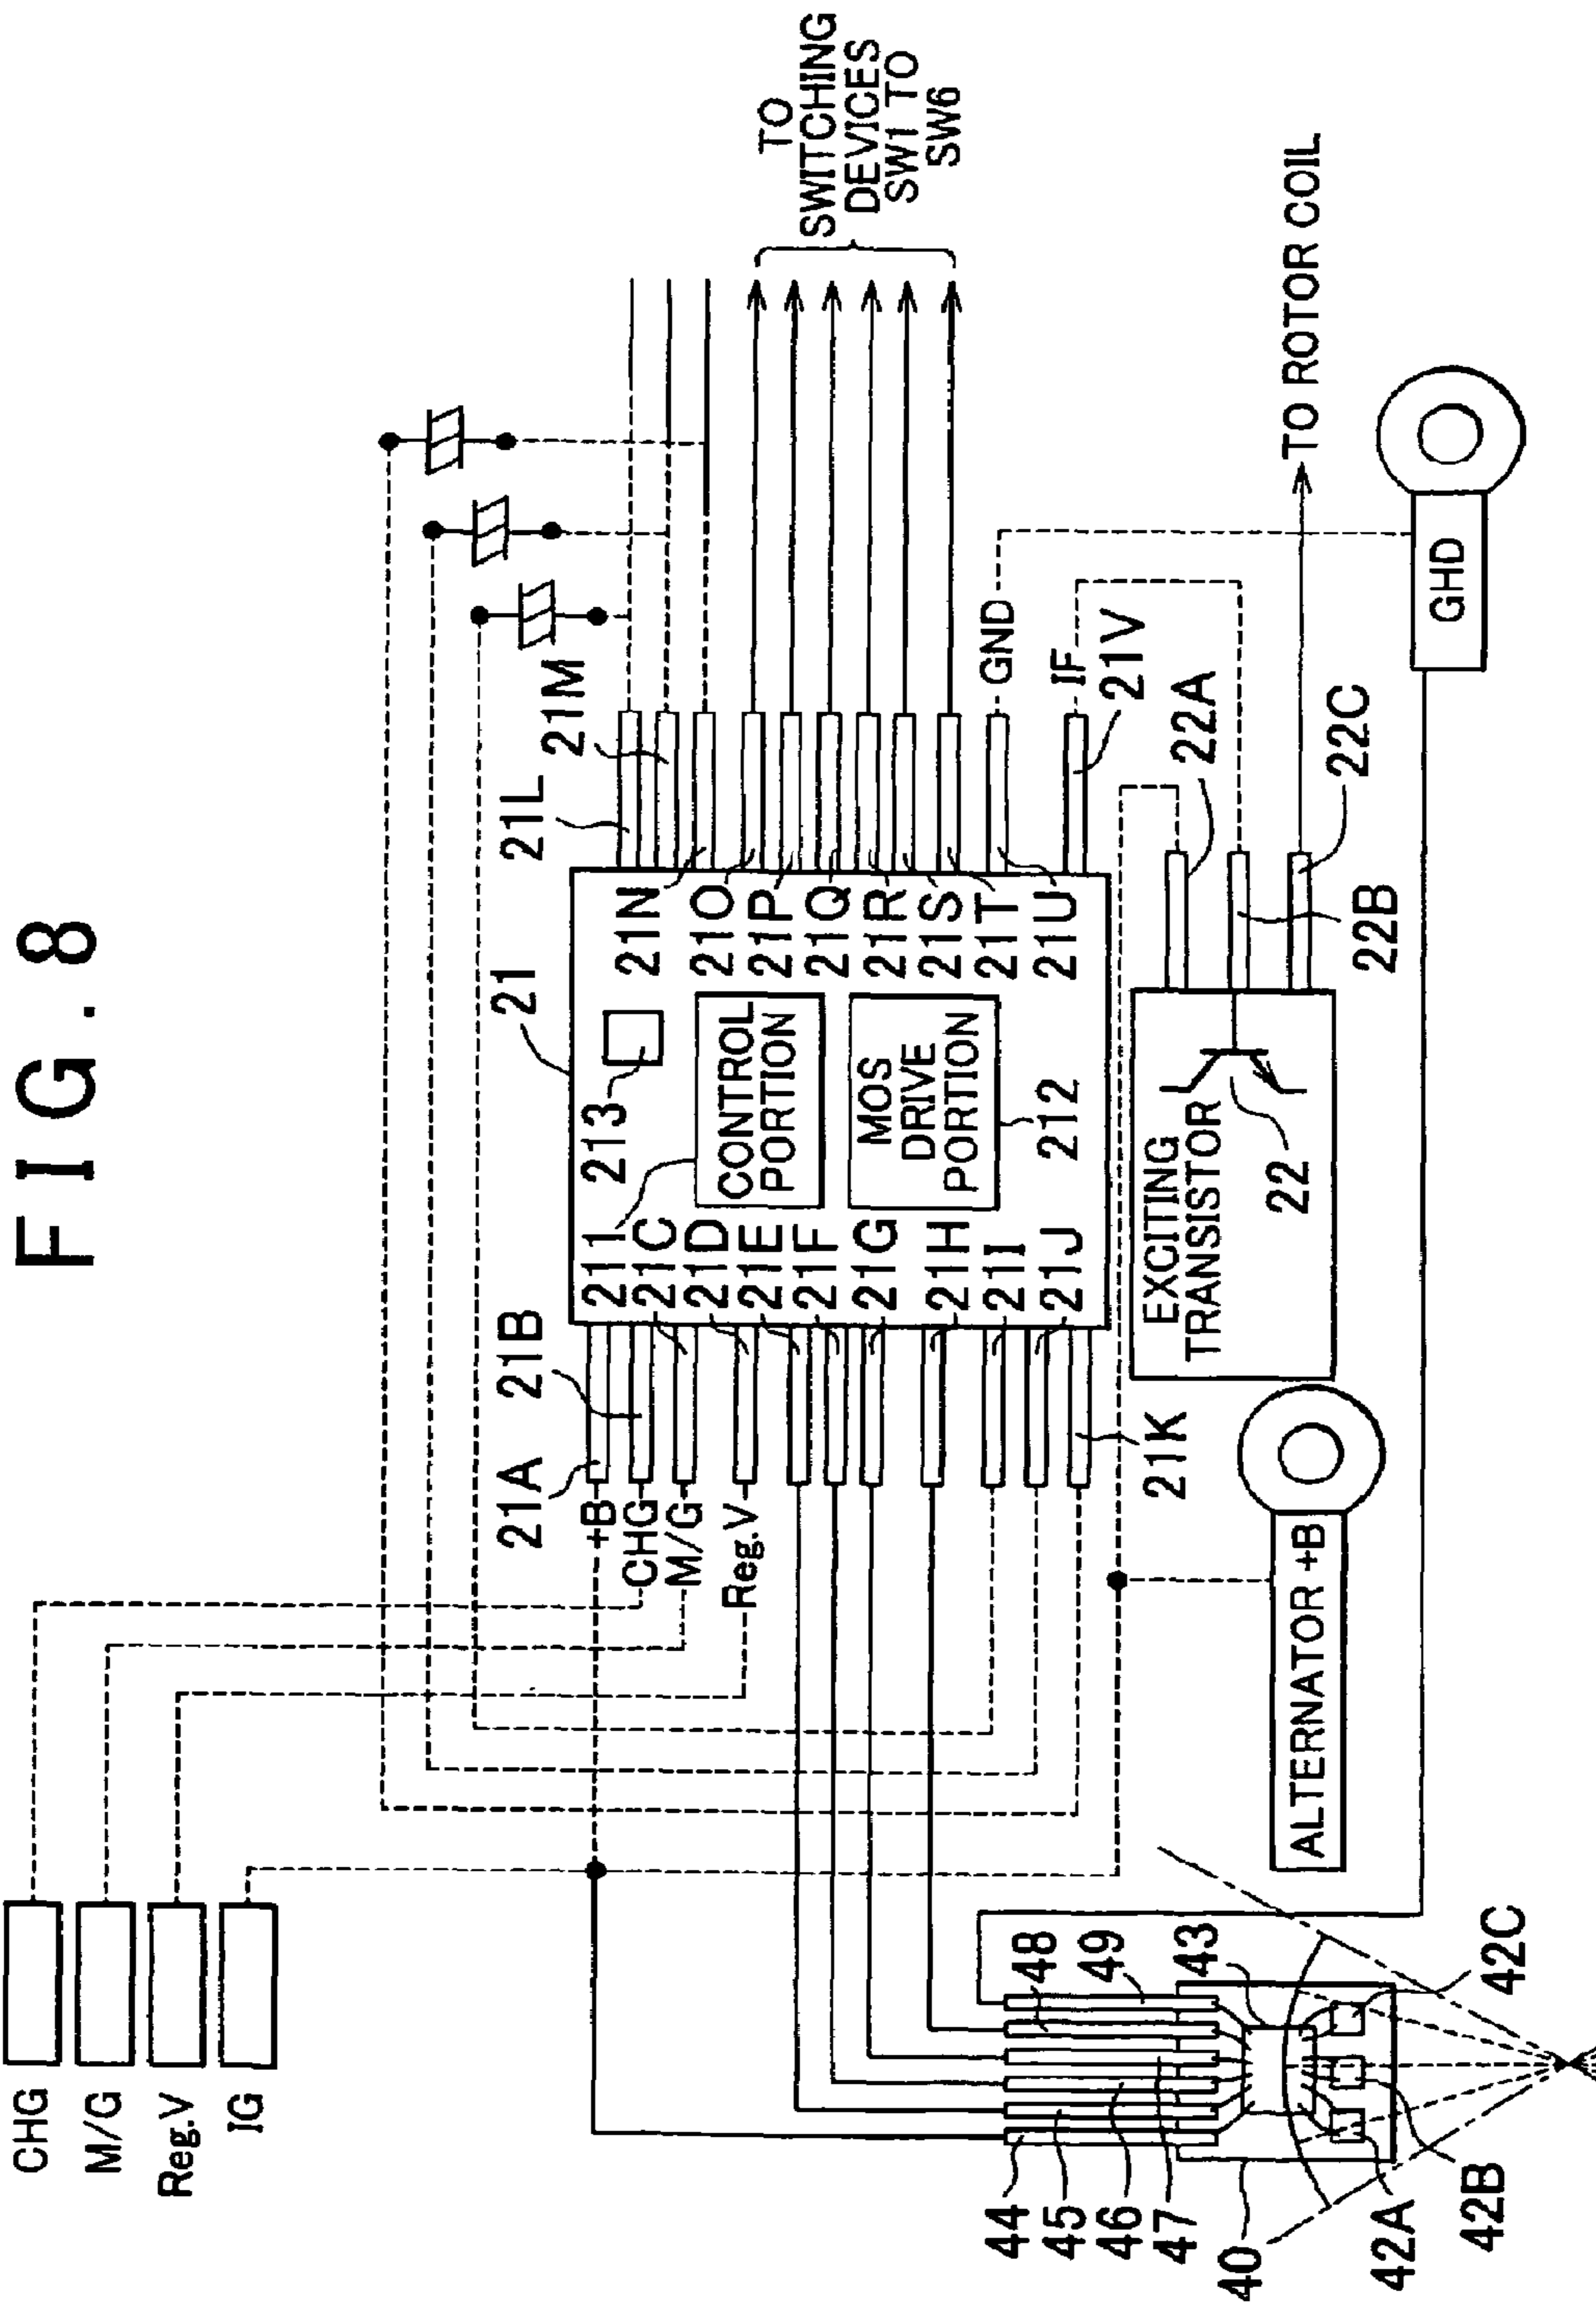 FIG. 8
CHG
M/G
Reg.V
IG
21
21A
21B
21L
21M
+B
CHG
M/G
Reg.V
211
213
21N
21C
21D
21E
21F
21G
21H
21I
21J
21K
CONTROL
PORTION
MOS
DRIVE
PORTION
212
21O
21P
21Q
21R
21S
21T
21U
21V
GND
IF
TO
SWITCHING
DEVICES
SW1 TO
SW6
EXCITING
TRANSISTOR
22
22A
22B
22C
TO ROTOR COIL
GHD
ALTERNATOR +B
44
45
46
47
48
49
43
40
42A
42B
42C